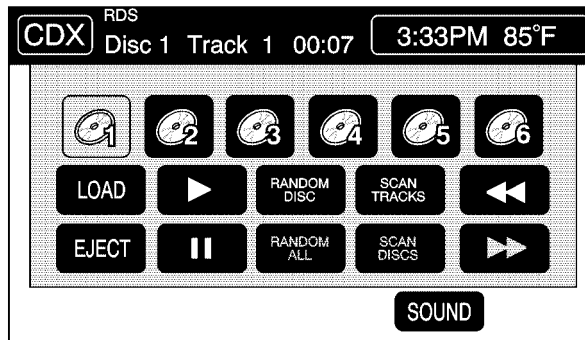 RDS
CDX Disc 1 Track 1 00:07 3:33PM 85°F
1 2 3 4 5 6
LOAD RANDOM DISC SCAN TRACKS
EJECT RANDOM ALL SCAN DISCS
SOUND